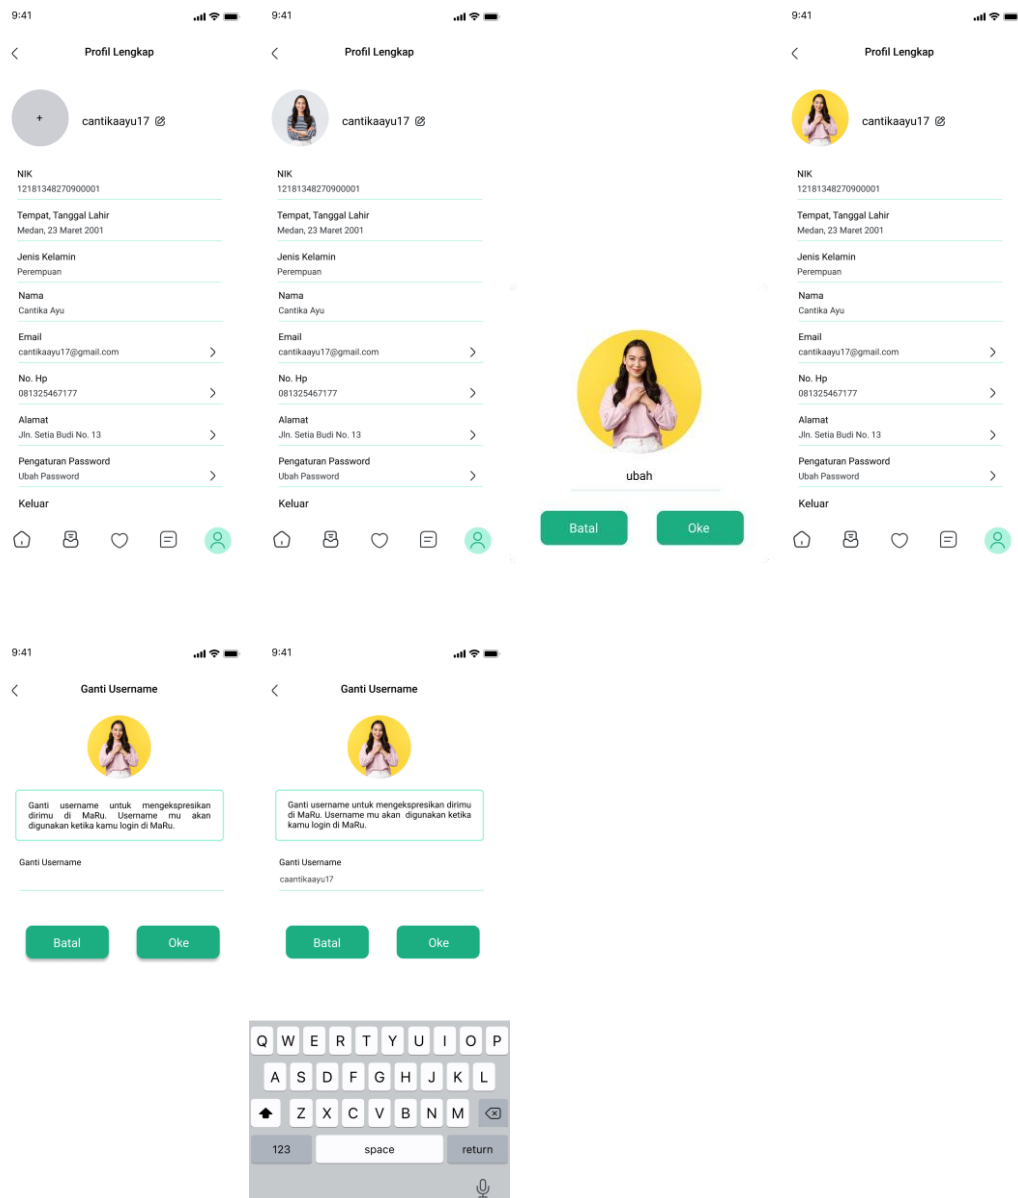 9:41
Profil Lengkap
+
cantikaayu17
NIK
12181348270900001
Tempat, Tanggal Lahir
Medan, 23 Maret 2001
Jenis Kelamin
Perempuan
Nama
Cantika Ayu
Email
cantikaayu17@gmail.com
No. Hp
081325467177
Alamat
Jln. Setia Budi No. 13
Pengaturan Password
Ubah Password
Keluar
9:41
Profil Lengkap
cantikaayu17
NIK
12181348270900001
Tempat, Tanggal Lahir
Medan, 23 Maret 2001
Jenis Kelamin
Perempuan
Nama
Cantika Ayu
Email
cantikaayu17@gmail.com
No. Hp
081325467177
Alamat
Jln. Setia Budi No. 13
Pengaturan Password
Ubah Password
Keluar
ubah
Batal
Oke
9:41
Profil Lengkap
cantikaayu17
NIK
12181348270900001
Tempat, Tanggal Lahir
Medan, 23 Maret 2001
Jenis Kelamin
Perempuan
Nama
Cantika Ayu
Email
cantikaayu17@gmail.com
No. Hp
081325467177
Alamat
Jln. Setia Budi No. 13
Pengaturan Password
Ubah Password
Keluar
9:41
Ganti Username
Ganti username untuk mengekspresikan
dirimu di MaRu. Username mu akan
digunakan ketika kamu login di MaRu.
Ganti Username
Batal
Oke
9:41
Ganti Username
Ganti username untuk mengekspresikan dirimu
di MaRu. Username mu akan digunakan ketika
kamu login di MaRu.
Ganti Username
caantikaayu17
Batal
Oke
Q W E R T Y U I O P
A S D F G H J K L
Z X C V B N M
123 space return